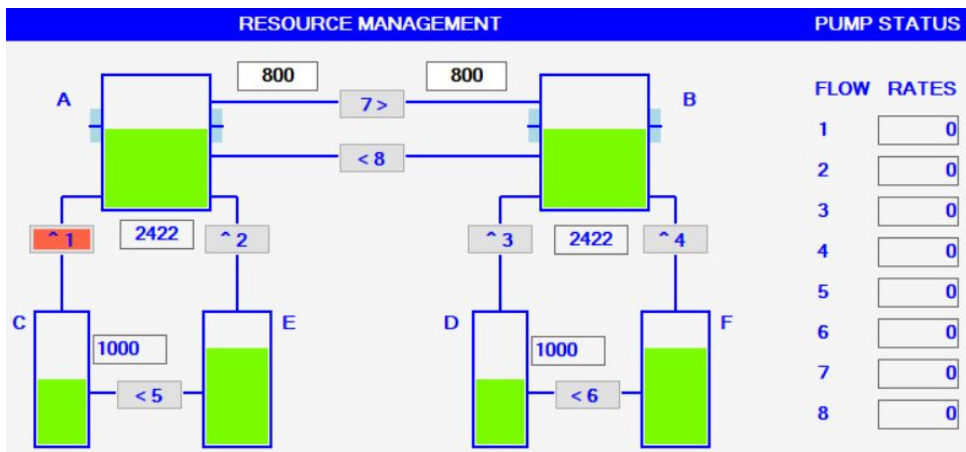 RESOURCE MANAGEMENT
PUMP STATUS
800
800
A
7 >
B
FLOW RATES
1 0
< 8
2 0
3 0
^ 1
2422
^ 2
^ 3
2422
^ 4
4 0
5 0
C
E
D
F
6 0
1000
1000
7 0
< 5
< 6
8 0